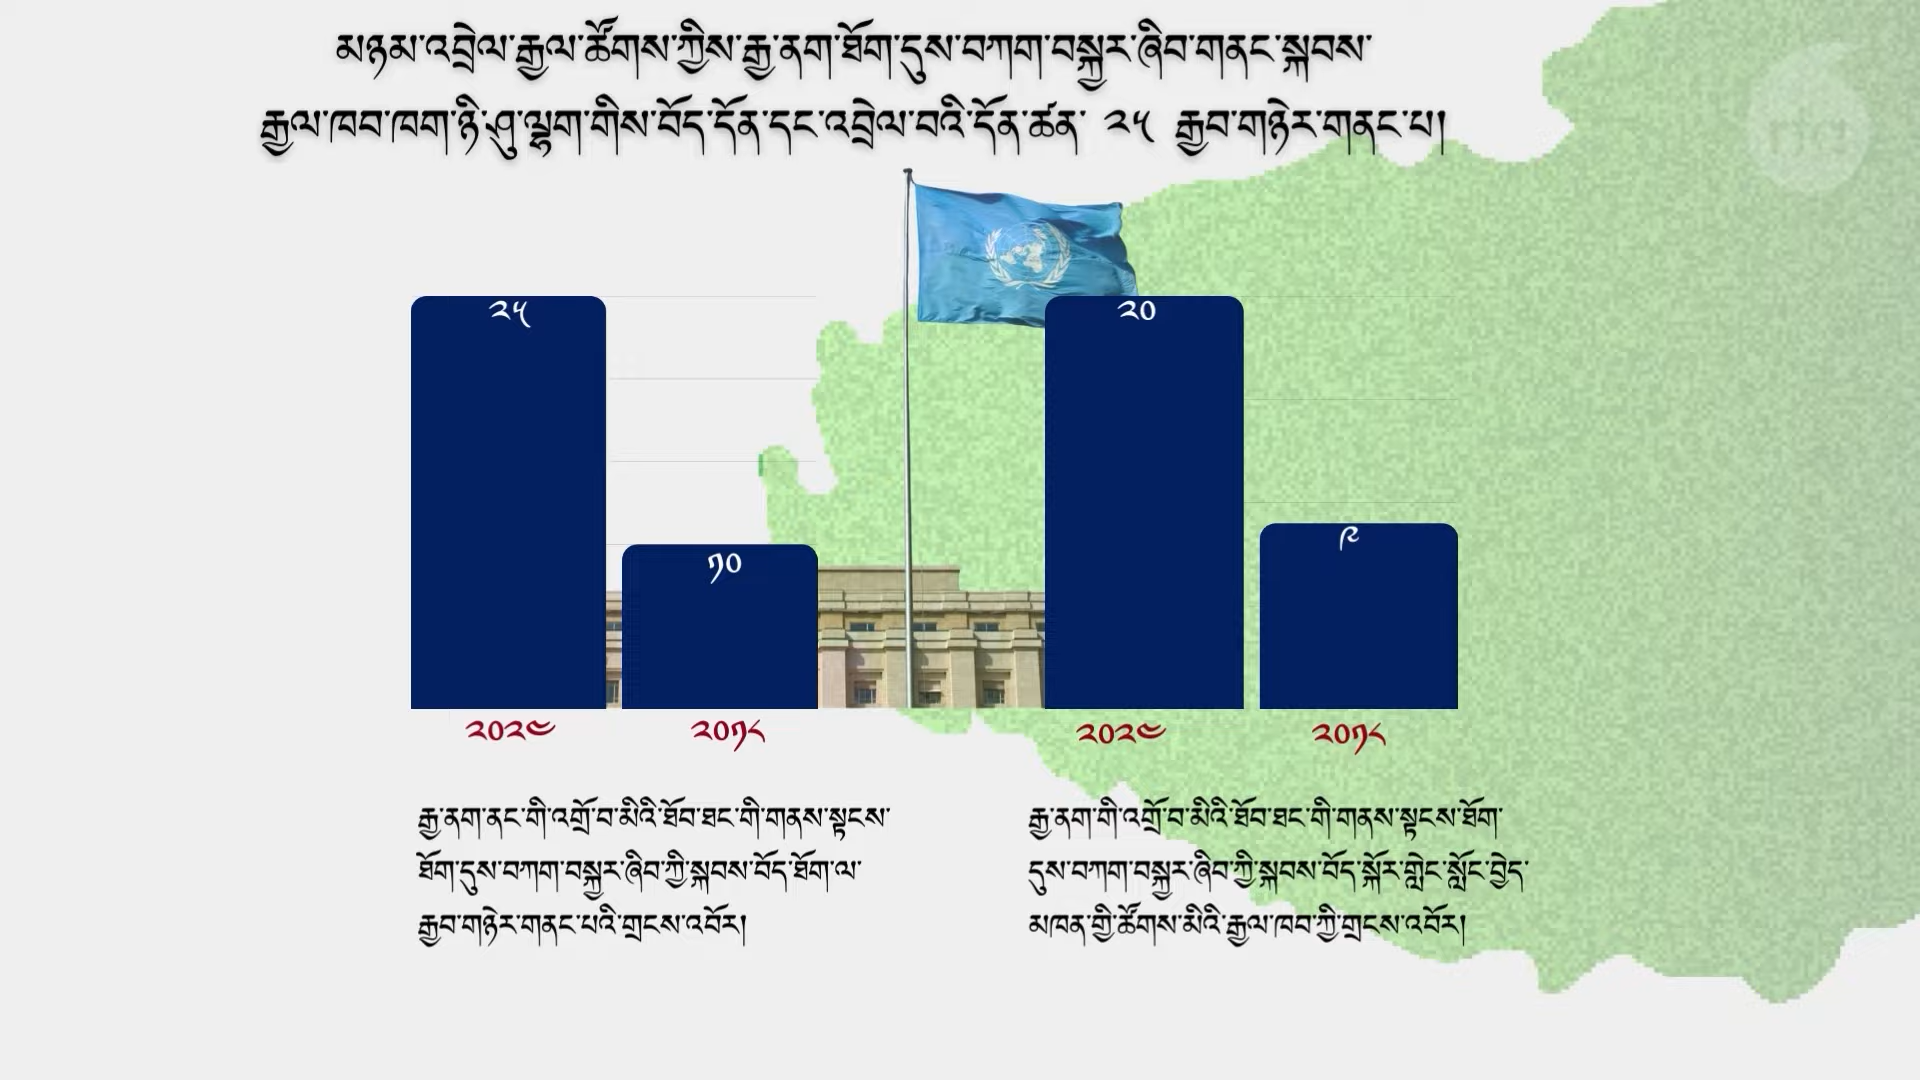 མཉམ་འབྲེལ་རྒྱལ་ཚོགས་ཀྱིས་རྒྱ་ནག་ཐོག་དུས་བཀག་བསྐྱར་ཞིབ་གནང་སྐབས་
རྒྱལ་ཁབ་ཁག་ཉི་ཤུ་ལྷག་གིས་བོད་དོན་དང་འབྲེལ་བའི་དོན་ཚན་ ༢༥ རྒྱབ་གཉེར་གནང་པ།
༢༥
༡༠
༢༠
༩
༢༠༢༤
༢༠༡༨
༢༠༢༤
༢༠༡༨
རྒྱ་ནག་ནང་གི་འགྲོ་བ་མིའི་ཐོབ་ཐང་གི་གནས་སྟངས་
ཐོག་དུས་བཀག་བསྐྱར་ཞིབ་ཀྱི་སྐབས་བོད་ཐོག་ལ་
རྒྱབ་གཉེར་གནང་པའི་གྲངས་འབོར།
རྒྱ་ནག་གི་འགྲོ་བ་མིའི་ཐོབ་ཐང་གི་གནས་སྟངས་ཐོག་
དུས་བཀག་བསྐྱར་ཞིབ་ཀྱི་སྐབས་བོད་སྐོར་གླེང་སློང་བྱེད་
མཁན་གྱི་ཚོགས་མིའི་རྒྱལ་ཁབ་ཀྱི་གྲངས་འབོར།